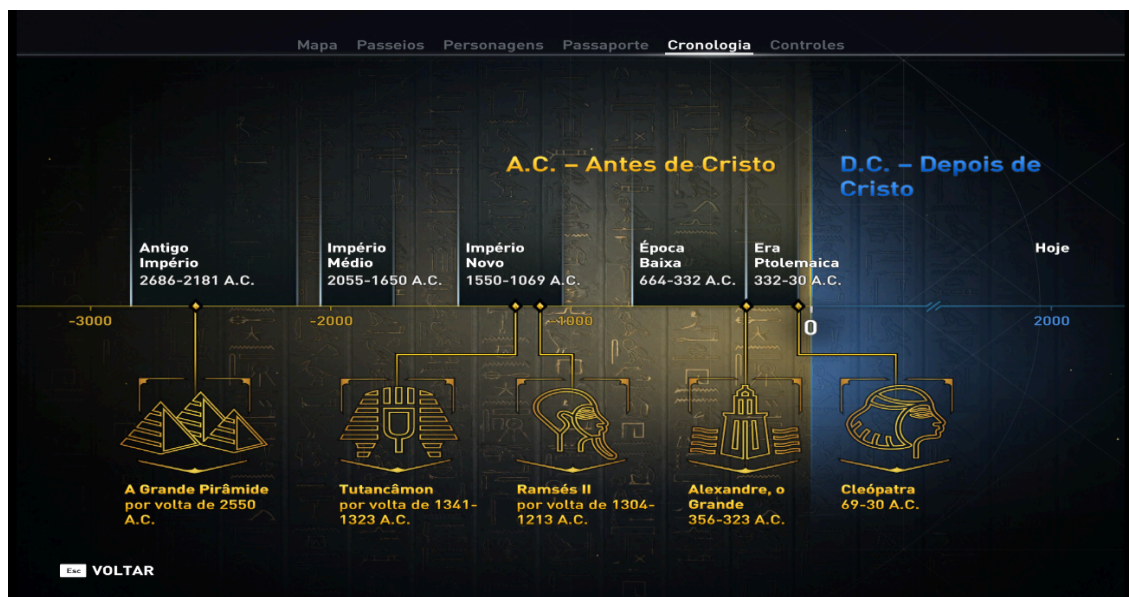 Mapa Passeios Personagens Passaporte Cronologia Controles
A.C. – Antes de Cristo
D.C. – Depois de
Cristo
Antigo
Império
2686-2181 A.C.
Império
Médio
2055-1650 A.C.
Império
Novo
1550-1069 A.C.
Época
Baixa
664-332 A.C.
Era
Ptolemaica
332-30 A.C.
Hoje
-3000 -2000 -1000 0 2000
A Grande Pirâmide
por volta de 2550
A.C.
Tutancâmon
por volta de 1341-
1323 A.C.
Ramsés II
por volta de 1304-
1213 A.C.
Alexandre, o
Grande
356-323 A.C.
Cleópatra
69-30 A.C.
Esc VOLTAR